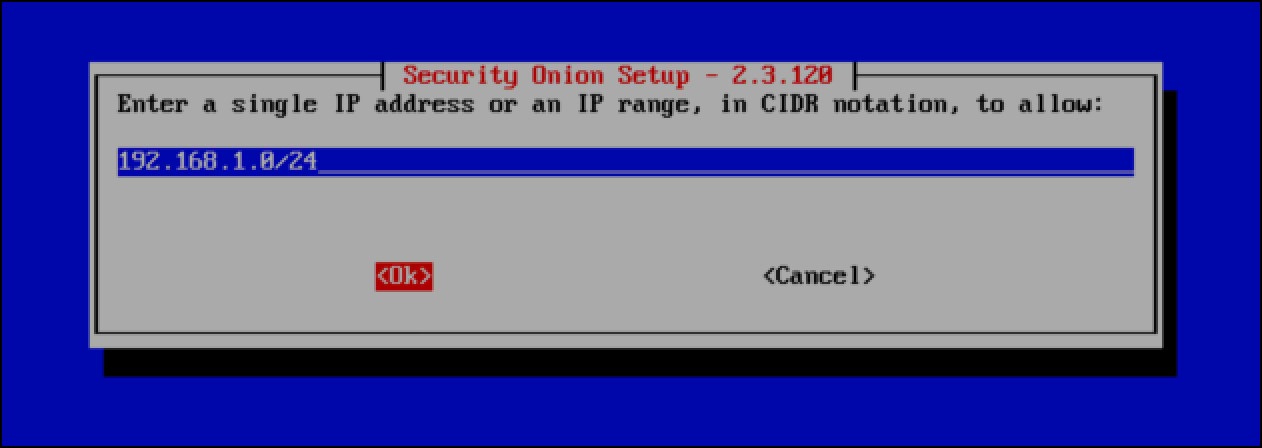 Security Onion Setup - 2.3.120
Enter a single IP address or an IP range, in CIDR notation, to allow:
192.168.1.0/24
<Ok> <Cancel>